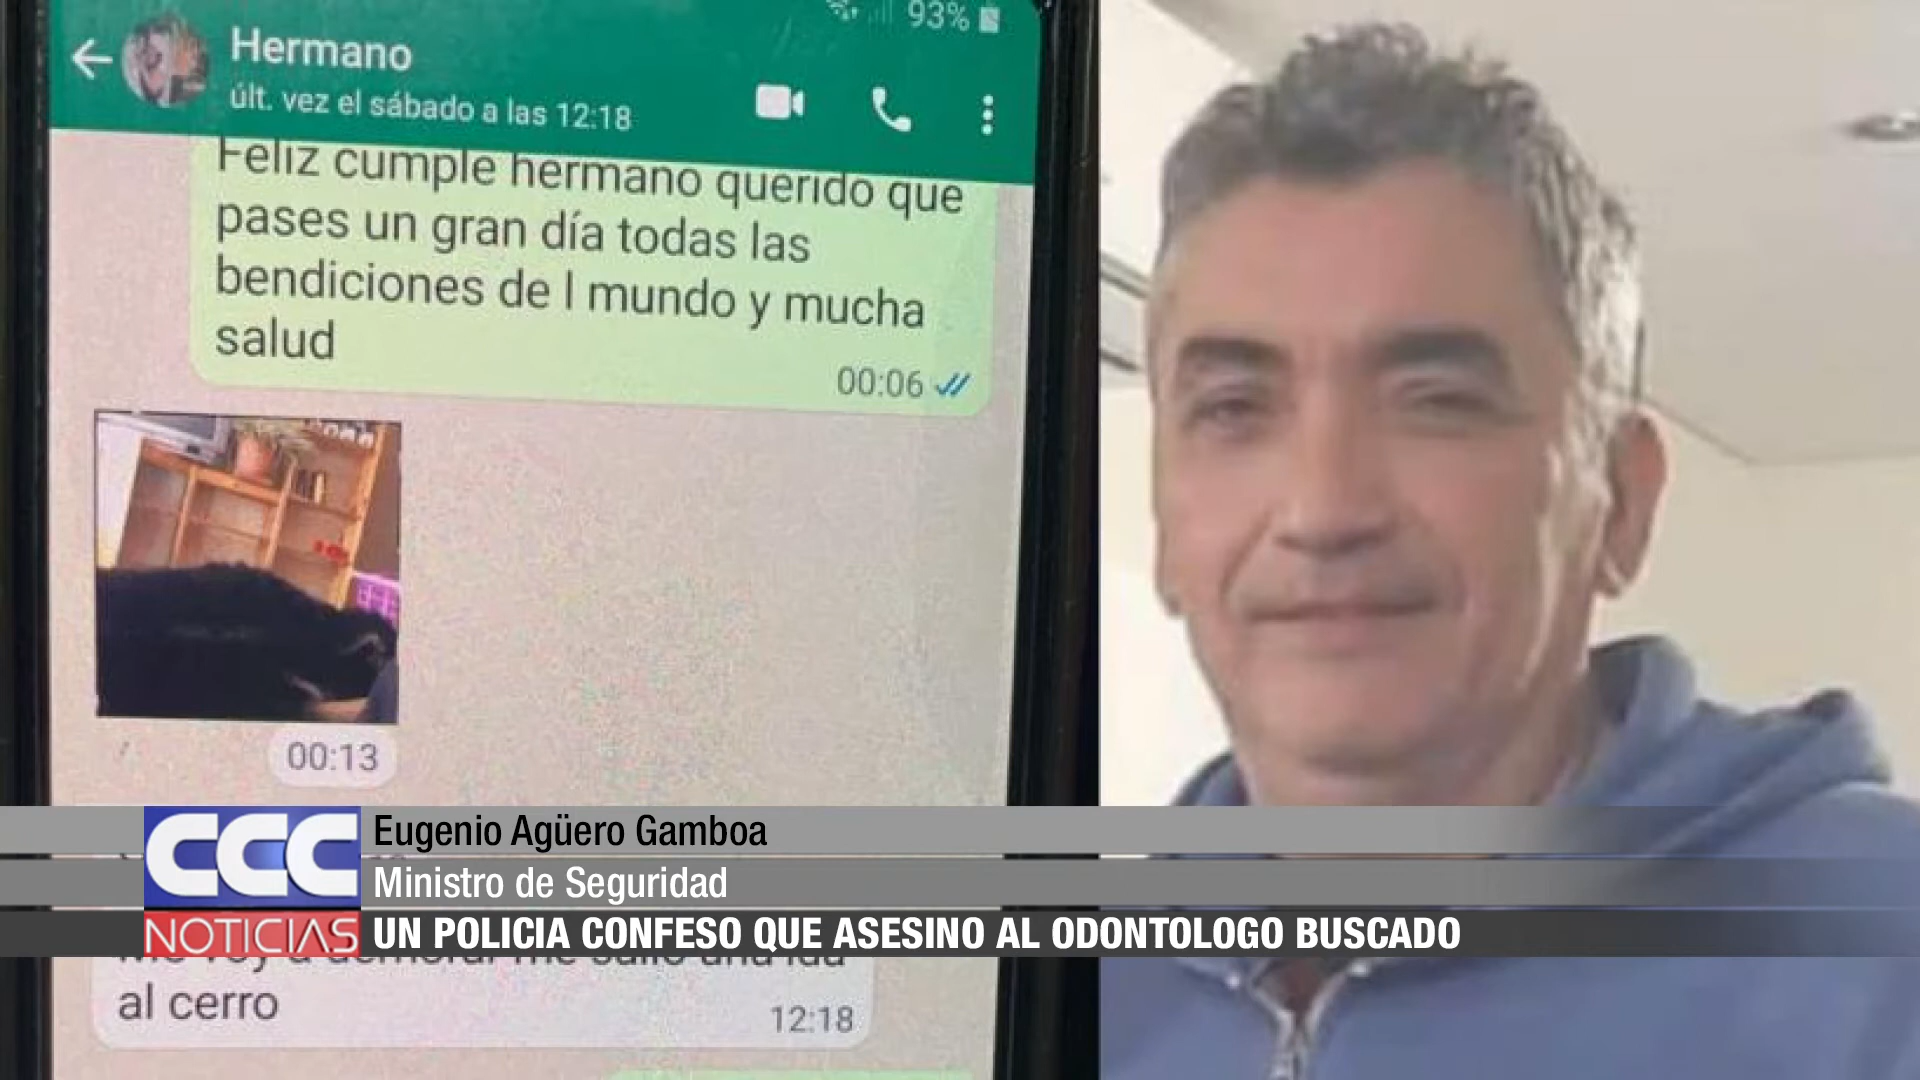 93%
Hermano
últ. vez el sábado a las 12:18
Feliz cumple hermano querido que
pases un gran día todas las
bendiciones de l mundo y mucha
salud
00:06
00:13
CCC
NOTICIAS
Eugenio Agüero Gamboa
Ministro de Seguridad
UN POLICIA CONFESO QUE ASESINO AL ODONTOLOGO BUSCADO
al cerro
12:18